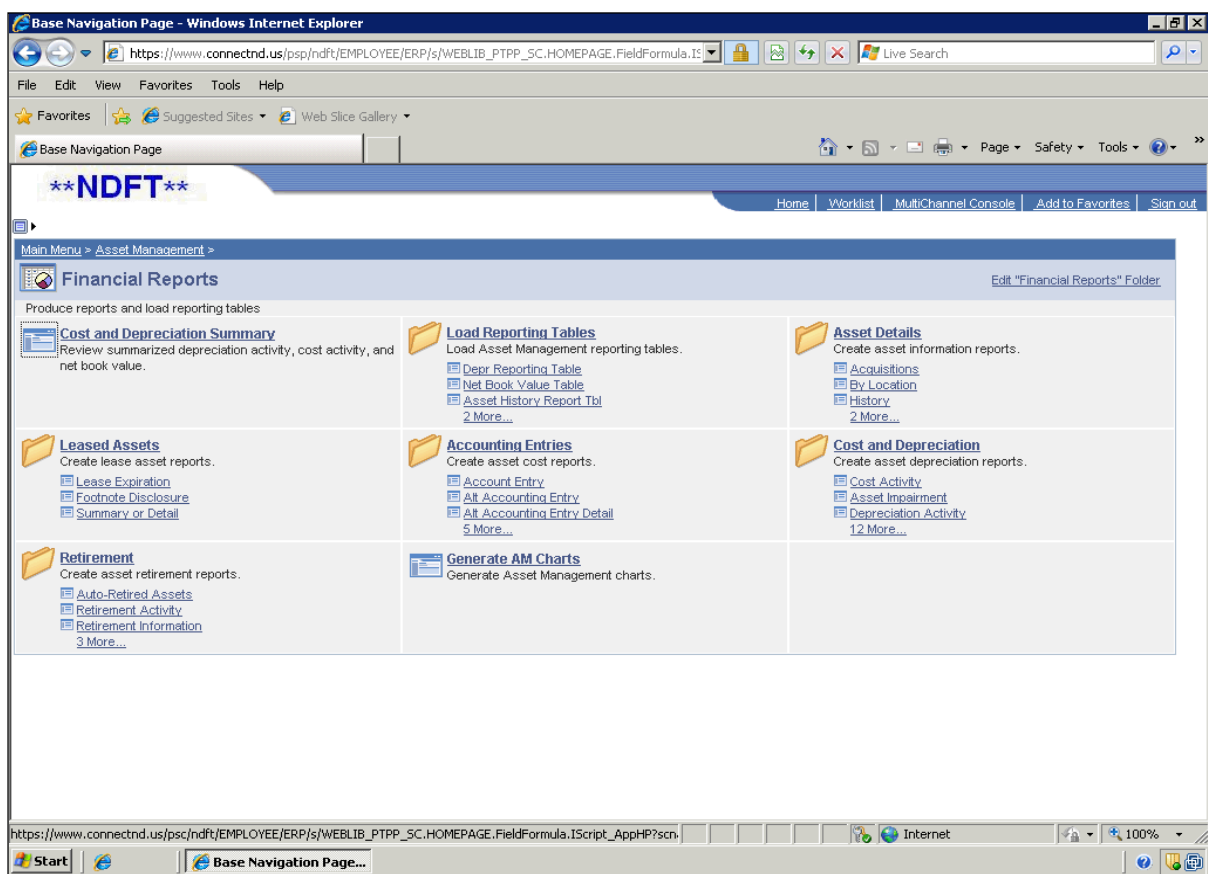 Base Navigation Page - Windows Internet Explorer
https://www.connectnd.us/psp/ndft/EMPLOYEE/ERP/s/WEBLIB_PTPP_SC.HOMEPAGE.FieldFormula.IS
Live Search
File Edit View Favorites Tools Help
Favorites Suggested Sites Web Slice Gallery
Base Navigation Page
Page Safety Tools »
**NDFT**
Home Worklist MultiChannel Console Add to Favorites Sign out
Main Menu > Asset Management >
Financial Reports
Edit "Financial Reports" Folder
Produce reports and load reporting tables
Cost and Depreciation Summary
Review summarized depreciation activity, cost activity, and
net book value.
Load Reporting Tables
Load Asset Management reporting tables.
Depr Reporting Table
Net Book Value Table
Asset History Report Tbl
2 More...
Asset Details
Create asset information reports.
Acquisitions
By Location
History
2 More...
Leased Assets
Create lease asset reports.
Lease Expiration
Footnote Disclosure
Summary or Detail
Accounting Entries
Create asset cost reports.
Account Entry
Alt Accounting Entry
Alt Accounting Entry Detail
5 More...
Cost and Depreciation
Create asset depreciation reports.
Cost Activity
Asset Impairment
Depreciation Activity
12 More...
Retirement
Create asset retirement reports.
Auto-Retired Assets
Retirement Activity
Retirement Information
3 More...
Generate AM Charts
Generate Asset Management charts.
https://www.connectnd.us/psc/ndft/EMPLOYEE/ERP/s/WEBLIB_PTPP_SC.HOMEPAGE.FieldFormula.IScript_AppHP?scn
Internet
100%
Start
Base Navigation Page...